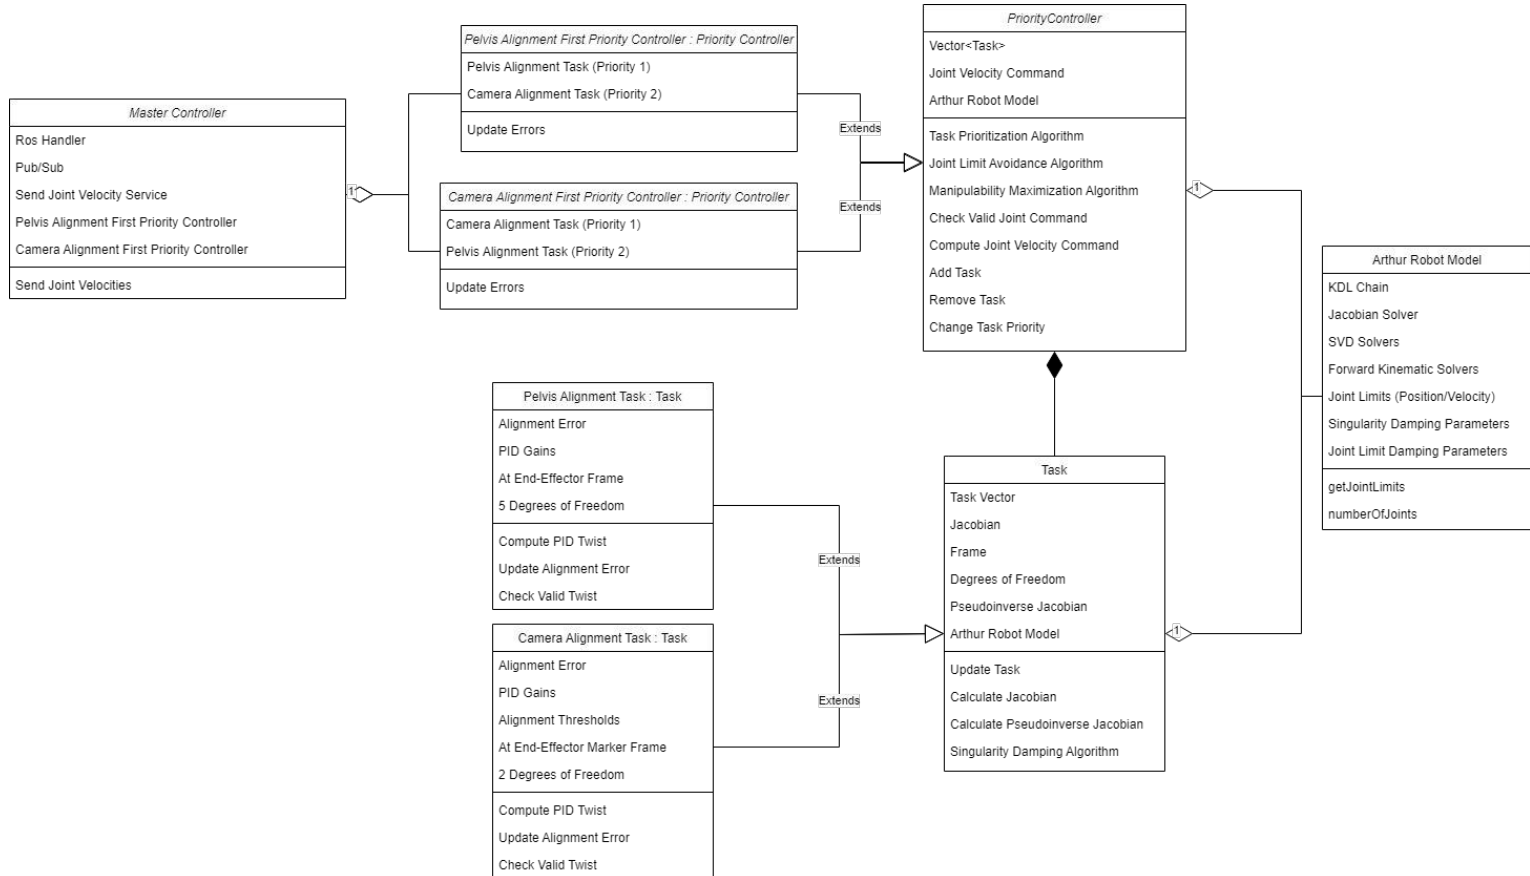 Master Controller
Ros Handler
Pub/Sub
Send Joint Velocity Service
Pelvis Alignment First Priority Controller
Camera Alignment First Priority Controller
Send Joint Velocities
1
Pelvis Alignment First Priority Controller : Priority Controller
Pelvis Alignment Task (Priority 1)
Camera Alignment Task (Priority 2)
Update Errors
Camera Alignment First Priority Controller : Priority Controller
Camera Alignment Task (Priority 1)
Pelvis Alignment Task (Priority 2)
Update Errors
Extends
Extends
PriorityController
Vector<Task>
Joint Velocity Command
Arthur Robot Model
Task Prioritization Algorithm
Joint Limit Avoidance Algorithm
Manipulability Maximization Algorithm
Check Valid Joint Command
Compute Joint Velocity Command
Add Task
Remove Task
Change Task Priority
1
Arthur Robot Model
KDL Chain
Jacobian Solver
SVD Solvers
Forward Kinematic Solvers
Joint Limits (Position/Velocity)
Singularity Damping Parameters
Joint Limit Damping Parameters
getJointLimits
numberOfJoints
Pelvis Alignment Task : Task
Alignment Error
PID Gains
At End-Effector Frame
5 Degrees of Freedom
Compute PID Twist
Update Alignment Error
Check Valid Twist
Camera Alignment Task : Task
Alignment Error
PID Gains
Alignment Thresholds
At End-Effector Marker Frame
2 Degrees of Freedom
Compute PID Twist
Update Alignment Error
Check Valid Twist
Extends
Extends
Task
Task Vector
Jacobian
Frame
Degrees of Freedom
Pseudoinverse Jacobian
Arthur Robot Model
Update Task
Calculate Jacobian
Calculate Pseudoinverse Jacobian
Singularity Damping Algorithm
1